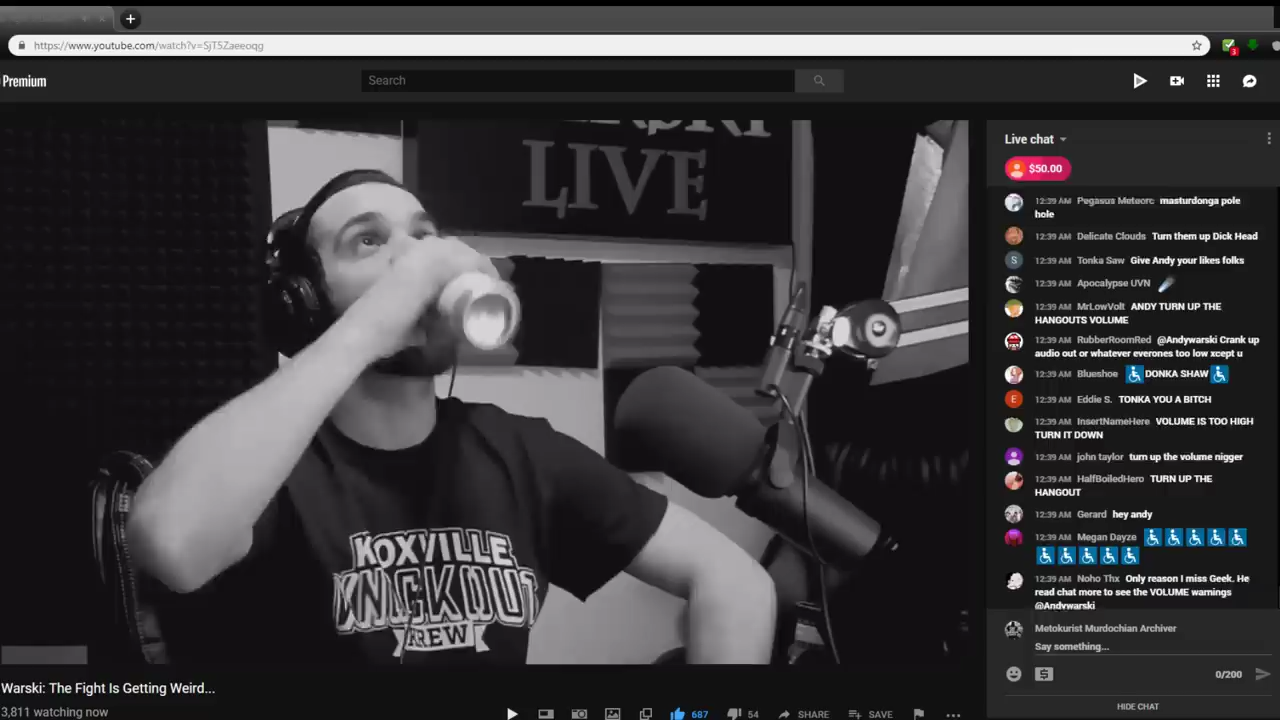 https://www.youtube.com/watch?v=SjT5Zaeeoqg
3
Premium
Search
LIVE
KOXVILLE
KNOCKOUT
KREW
Live chat
$50.00
12:39 AM Pegasus Meteorc masturdonga pole
hole
12:39 AM Delicate Clouds Turn them up Dick Head
S 12:39 AM Tonka Saw Give Andy your likes folks
12:39 AM Apocalypse UVN
12:39 AM MrLowVolt ANDY TURN UP THE
HANGOUTS VOLUME
12:39 AM RubberRoomRed @Andywarski Crank up
audio out or whatever everones too low xcept u
12:39 AM Blueshoe DONKA SHAW
E 12:39 AM Eddie S. TONKA YOU A BITCH
12:39 AM InsertNameHere VOLUME IS TOO HIGH
TURN IT DOWN
12:39 AM john taylor turn up the volume nigger
12:39 AM HalfBoiledHero TURN UP THE
HANGOUT
12:39 AM Gerard hey andy
12:39 AM Megan Dayze
12:39 AM Noho Thx Only reason I miss Geek. He
read chat more to see the VOLUME warnings
@Andywarski
Metokurist Murdochian Archiver
Say something...
0/200
HIDE CHAT
Warski: The Fight Is Getting Weird...
3,811 watching now
687
54
SHARE
SAVE